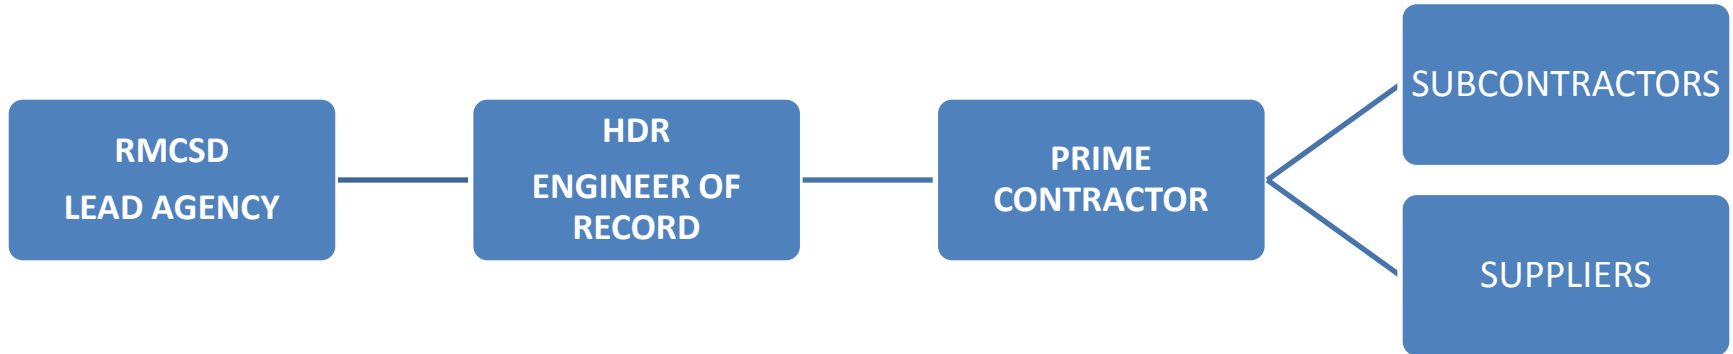 RMCSD
LEAD AGENCY
HDR
ENGINEER OF
RECORD
PRIME
CONTRACTOR
SUBCONTRACTORS
SUPPLIERS